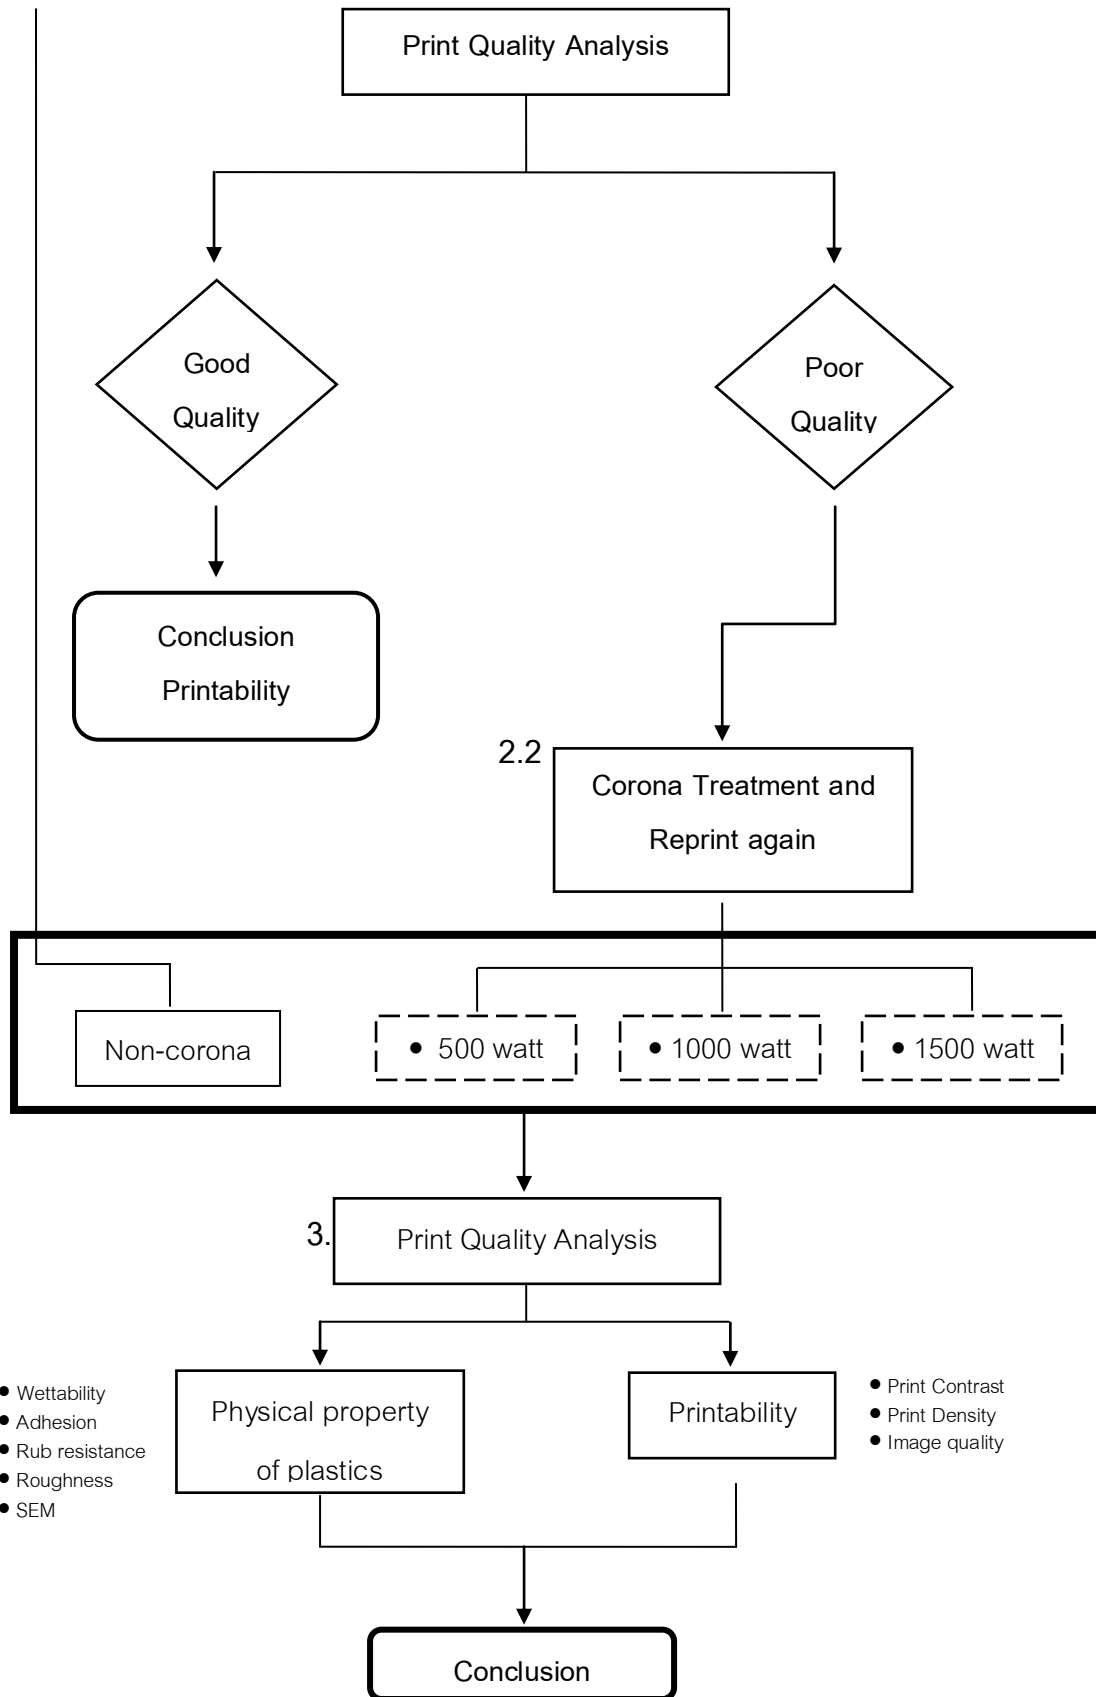 Print Quality Analysis
Good
Quality
Poor
Quality
Conclusion
Printability
2.2
Corona Treatment and
Reprint again
Non-corona
• 500 watt
• 1000 watt
• 1500 watt
3.
Print Quality Analysis
• Wettability
• Adhesion
• Rub resistance
• Roughness
• SEM
Physical property
of plastics
Printability
• Print Contrast
• Print Density
• Image quality
Conclusion